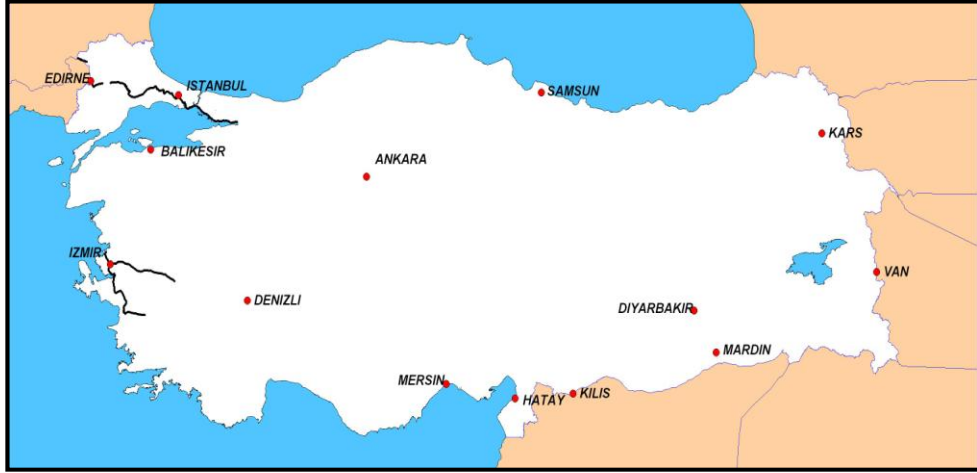 EDIRNE
ISTANBUL
SAMSUN
KARS
BALIKESIR
ANKARA
IZMIR
VAN
DENIZLI
DIYARBAKIR
MARDIN
MERSIN
HATAY
KILIS